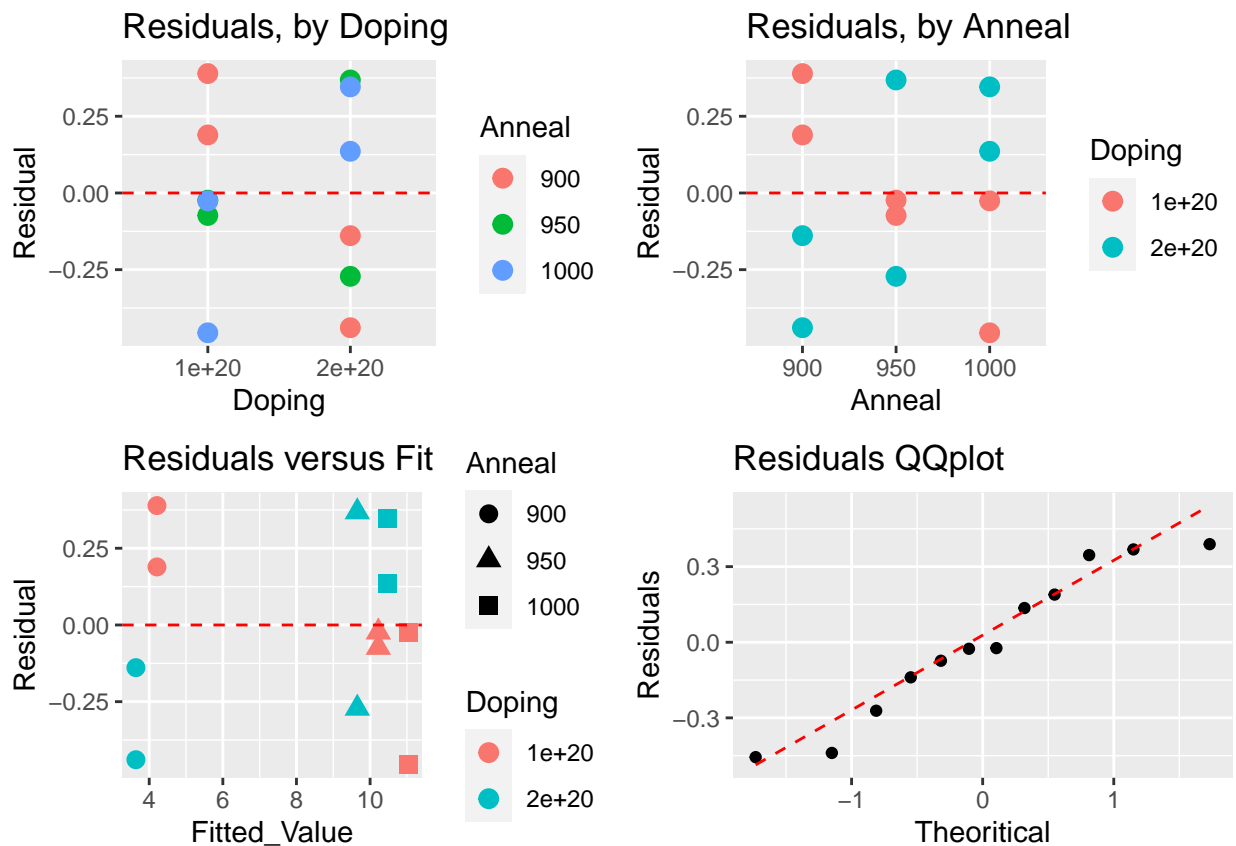 Residuals, by Doping
Residual
0.25
0.00
−0.25
1e+20
2e+20
Doping
Anneal
900
950
1000
Residuals, by Anneal
Residual
0.25
0.00
−0.25
900
950
1000
Anneal
Doping
1e+20
2e+20
Residuals versus Fit
Residual
0.25
0.00
−0.25
4
6
8
10
Fitted_Value
Anneal
900
950
1000
Doping
1e+20
2e+20
Residuals QQplot
Residuals
0.3
0.0
−0.3
−1
0
1
Theoritical